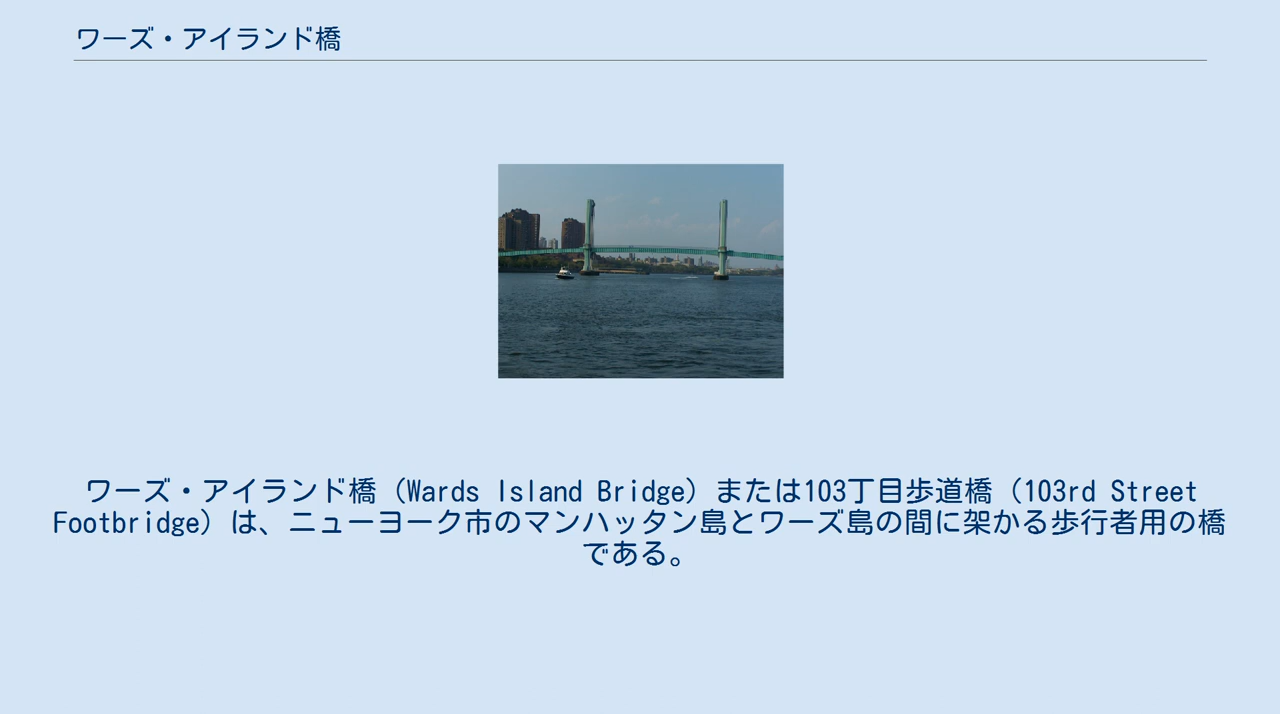 ワーズ・アイランド橋
ワーズ・アイランド橋（Wards Island Bridge）または103丁目歩道橋（103rd Street
Footbridge）は、ニューヨーク市のマンハッタン島とワーズ島の間に架かる歩行者用の橋
である。